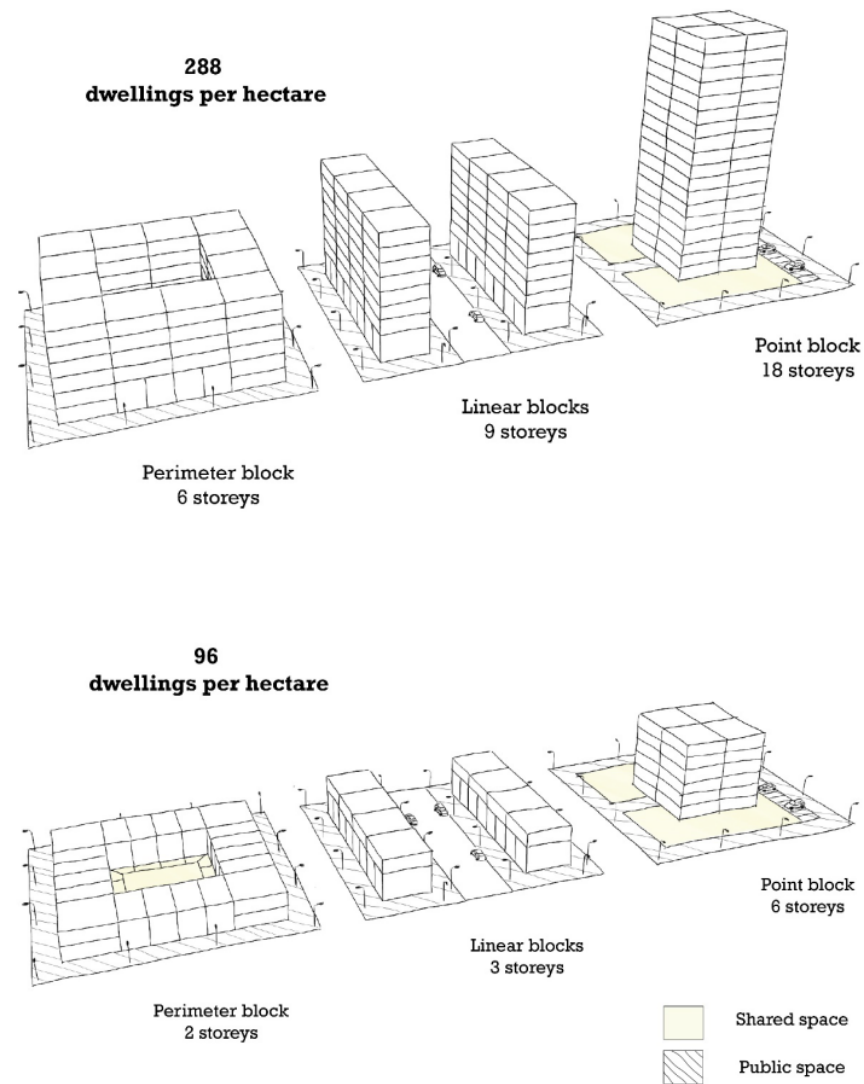 288
dwellings per hectare
Point block
18 storeys
Linear blocks
9 storeys
Perimeter block
6 storeys
96
dwellings per hectare
Point block
6 storeys
Linear blocks
3 storeys
Perimeter block
2 storeys
Shared space
Public space